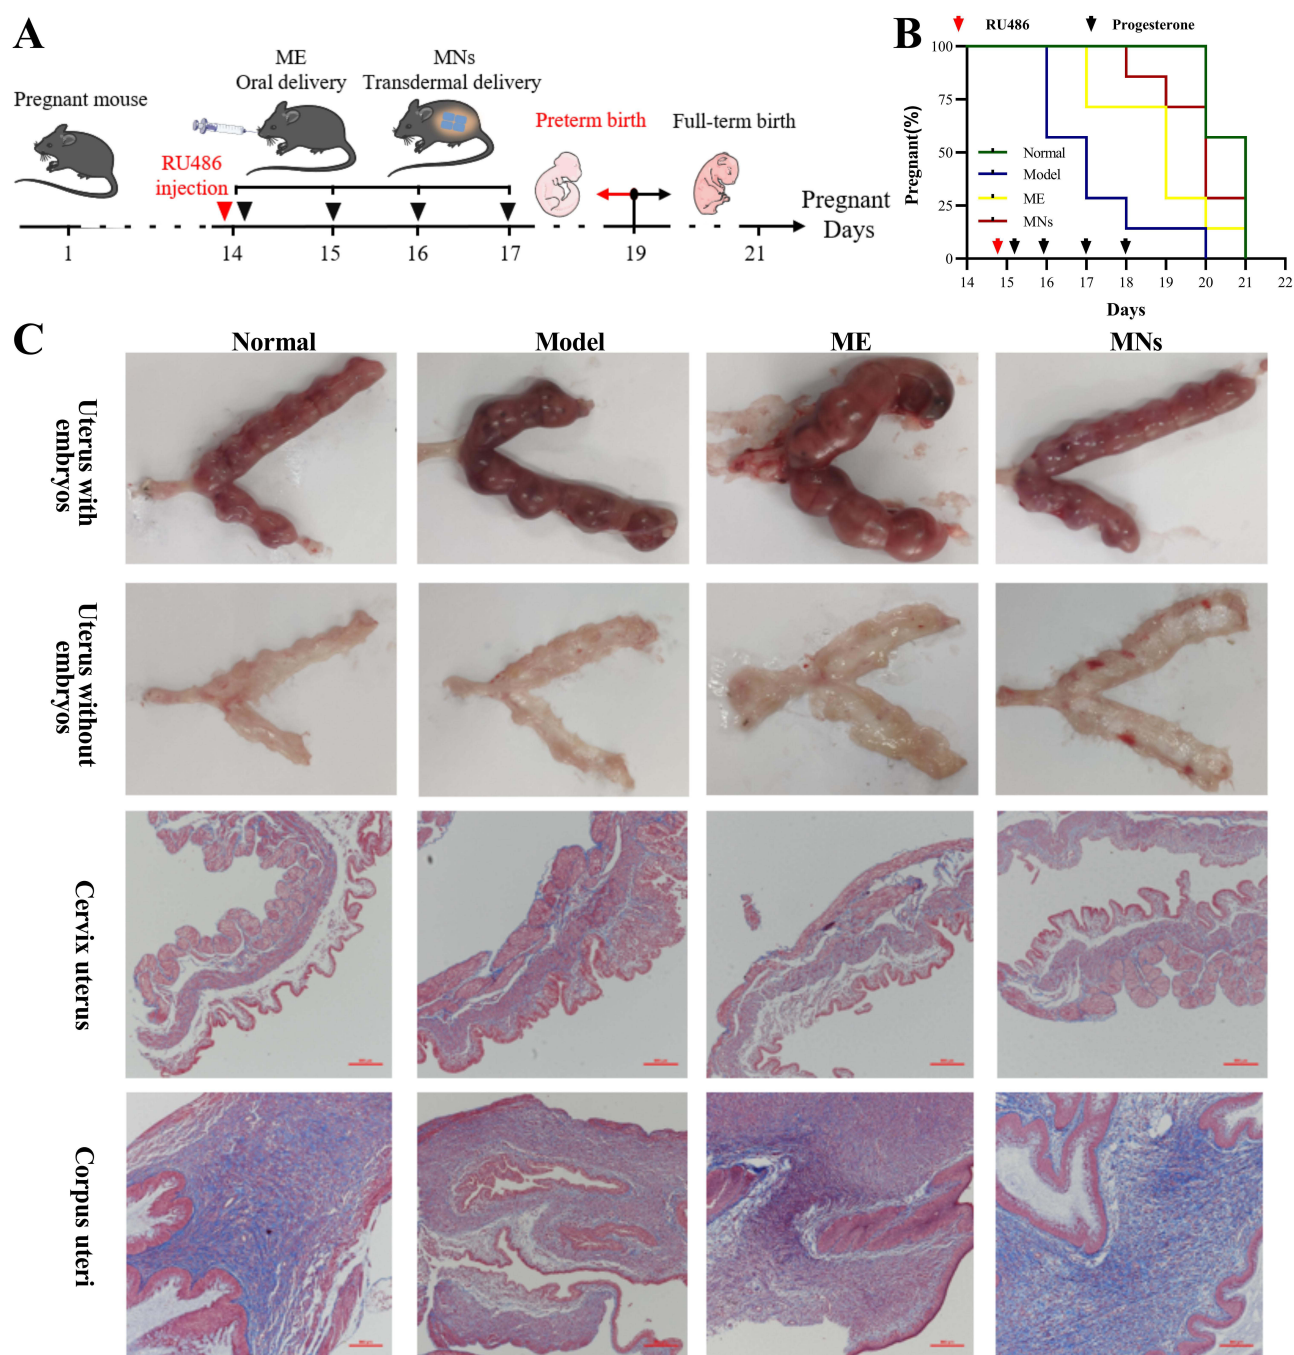 A
Pregnant mouse
ME
Oral delivery
MNs
Transdermal delivery
RU486
injection
Preterm birth
Full-term birth
Pregnant
Days
1
14
15
16
17
19
21
B
RU486
Progesterone
Pregnant(%)
100
75
50
25
0
Normal
Model
ME
MNs
14
15
16
17
18
19
20
21
22
Days
C
Normal
Model
ME
MNs
Uterus with
embryos
Uterus without
embryos
Cervix uterus
Corpus uteri